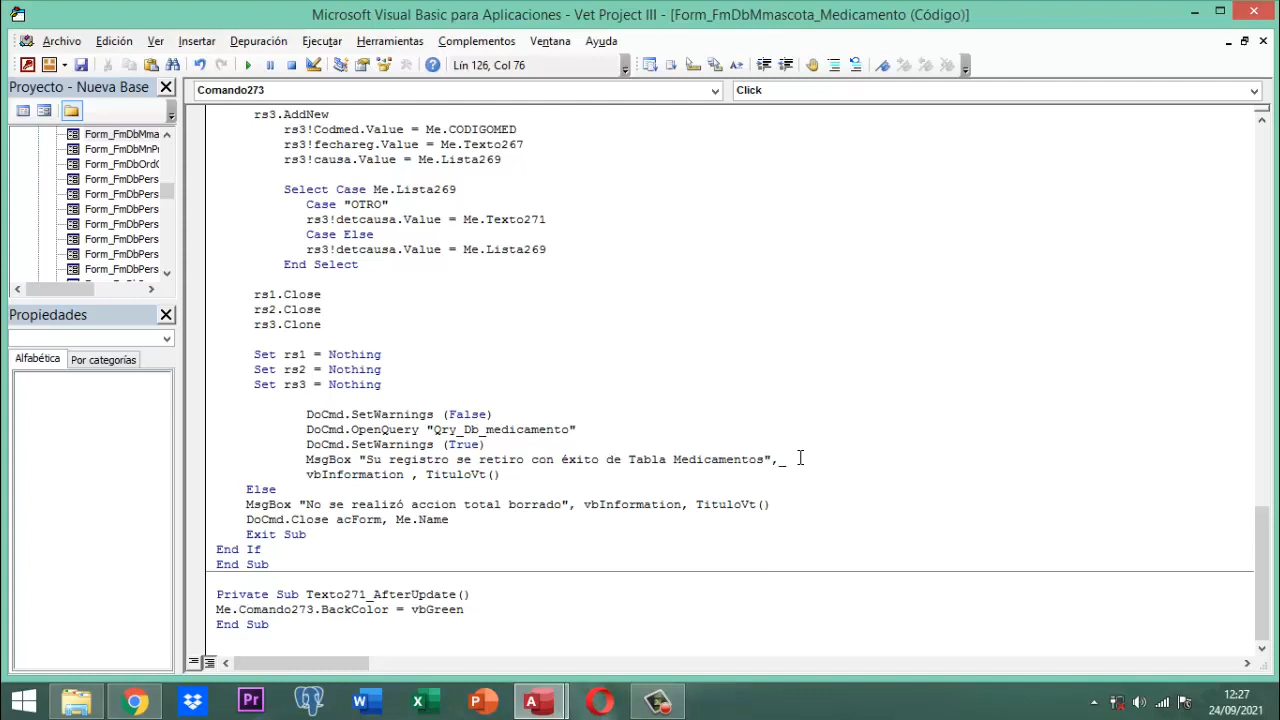 Microsoft Visual Basic para Aplicaciones - Vet Project III - [Form_FmDbMmascota_Medicamento (Código)]
Archivo Edición Ver Insertar Formato Depuración Ejecutar Herramientas Complementos Ventana Ayuda
Lín 126, Col 76
Proyecto - Nueva Base
Form_FmDbMma
Form_FmDbMnPr
Form_FmDbOrdC
Form_FmDbPers
Form_FmDbPers
Form_FmDbPers
Form_FmDbPers
Form_FmDbPers
Form_FmDbPers
Form_FmDbPers
Propiedades
Alfabética Por categorías
Comando273 Click
rs3.AddNew
rs3!Codmed.Value = Me.CODIGOMED
rs3!fechareg.Value = Me.Texto267
rs3!causa.Value = Me.Lista269
Select Case Me.Lista269
Case "OTRO"
rs3!detcausa.Value = Me.Texto271
Case Else
rs3!detcausa.Value = Me.Lista269
End Select
rs1.Close
rs2.Close
rs3.Clone
Set rs1 = Nothing
Set rs2 = Nothing
Set rs3 = Nothing
DoCmd.SetWarnings (False)
DoCmd.OpenQuery "Qry_Db_medicamento"
DoCmd.SetWarnings (True)
MsgBox "Su registro se retiro con éxito de Tabla Medicamentos",_
vbInformation , TituloVt()
Else
MsgBox "No se realizó accion total borrado", vbInformation, TituloVt()
DoCmd.Close acForm, Me.Name
Exit Sub
End If
End Sub
Private Sub Texto271_AfterUpdate()
Me.Comando273.BackColor = vbGreen
End Sub
12:27
24/09/2021